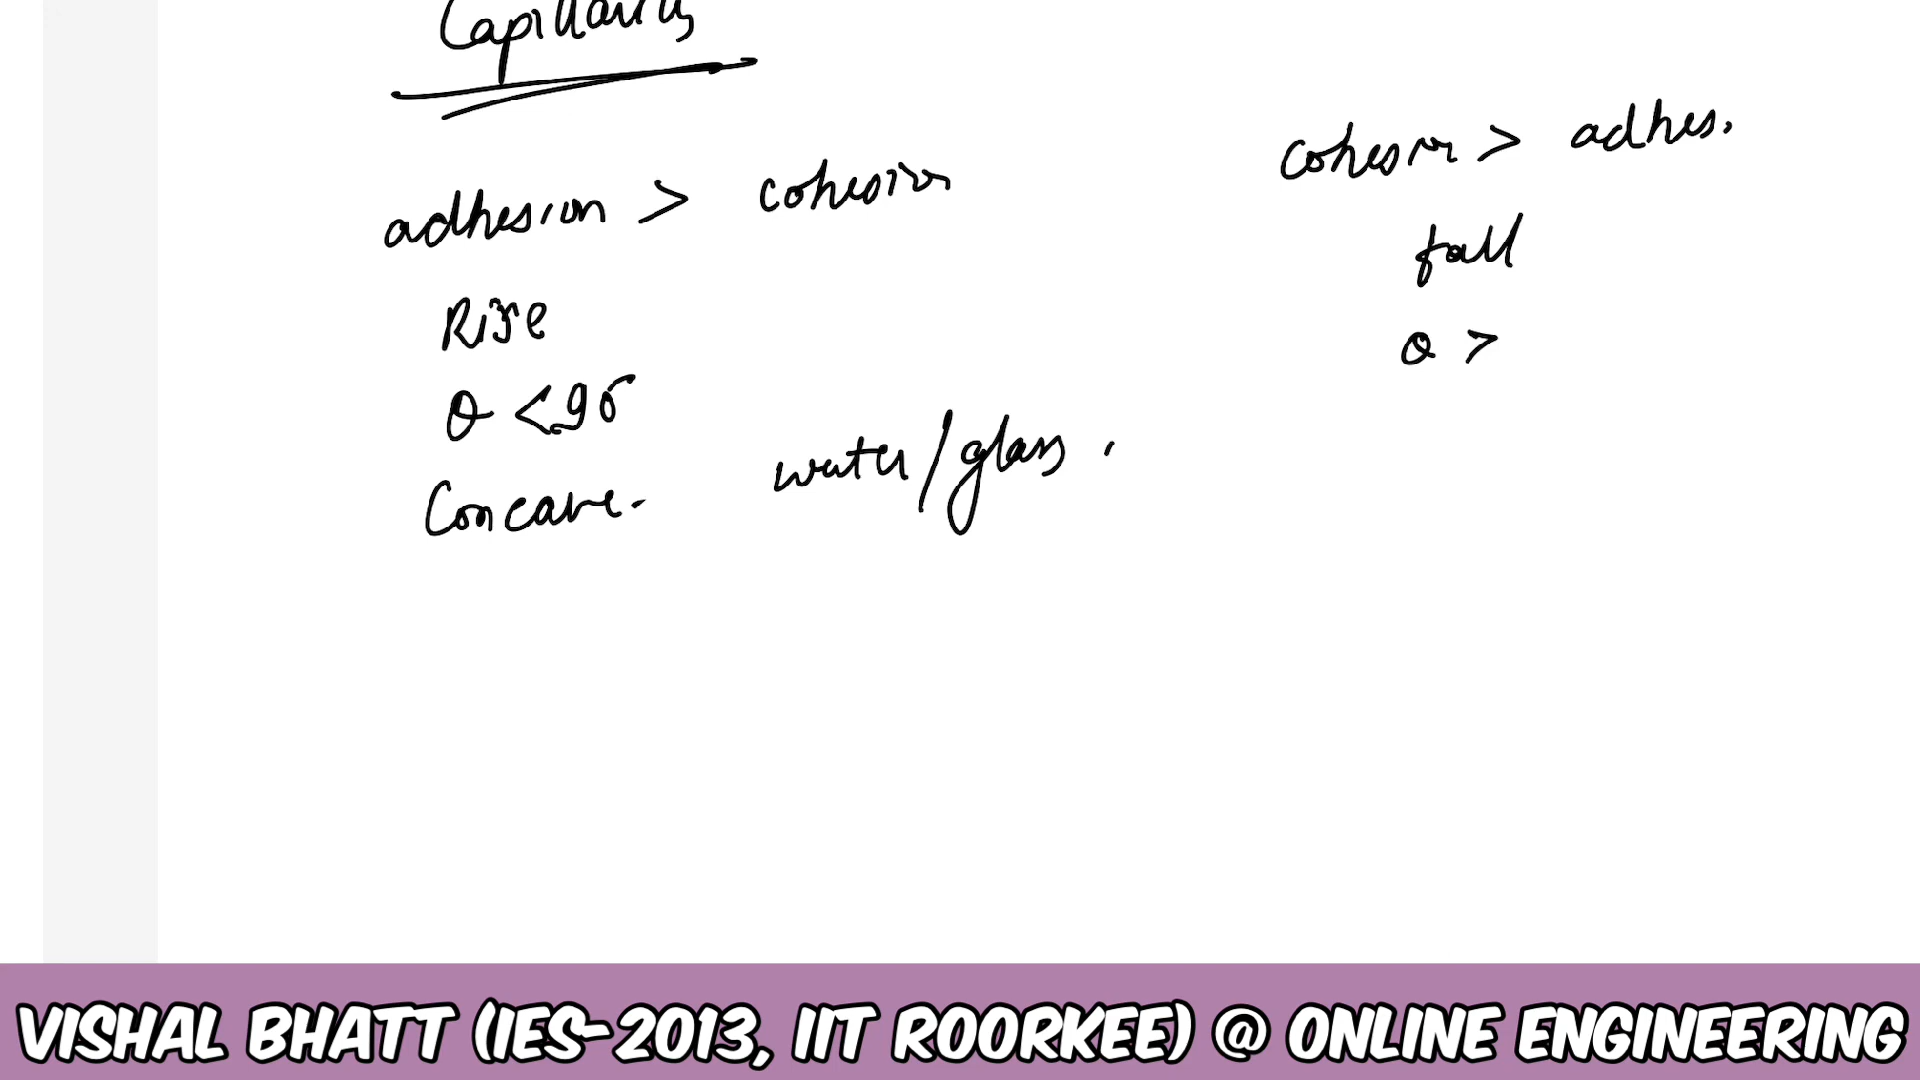 Capillarity
adhesion > cohesion
Rise
θ < 90°
Concave. water/glass.
cohesion > adhes.
fall
θ >
VISHAL BHATT (IES-2013, IIT ROORKEE) @ ONLINE ENGINEERING